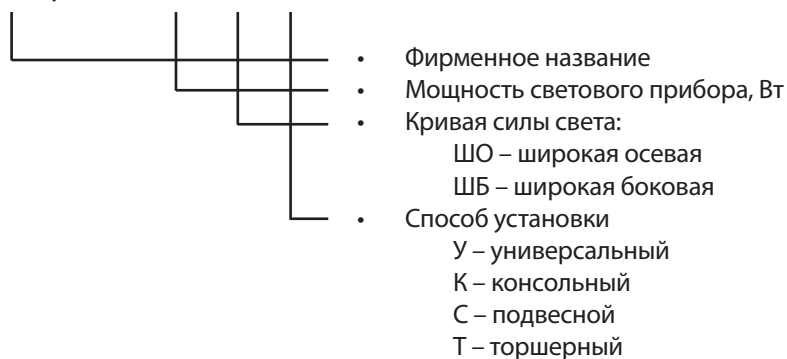 • Фирменное название
• Мощность светового прибора, Вт
• Кривая силы света:
ШО – широкая осевая
ШБ – широкая боковая
• Способ установки
У – универсальный
К – консольный
С – подвесной
Т – торшерный